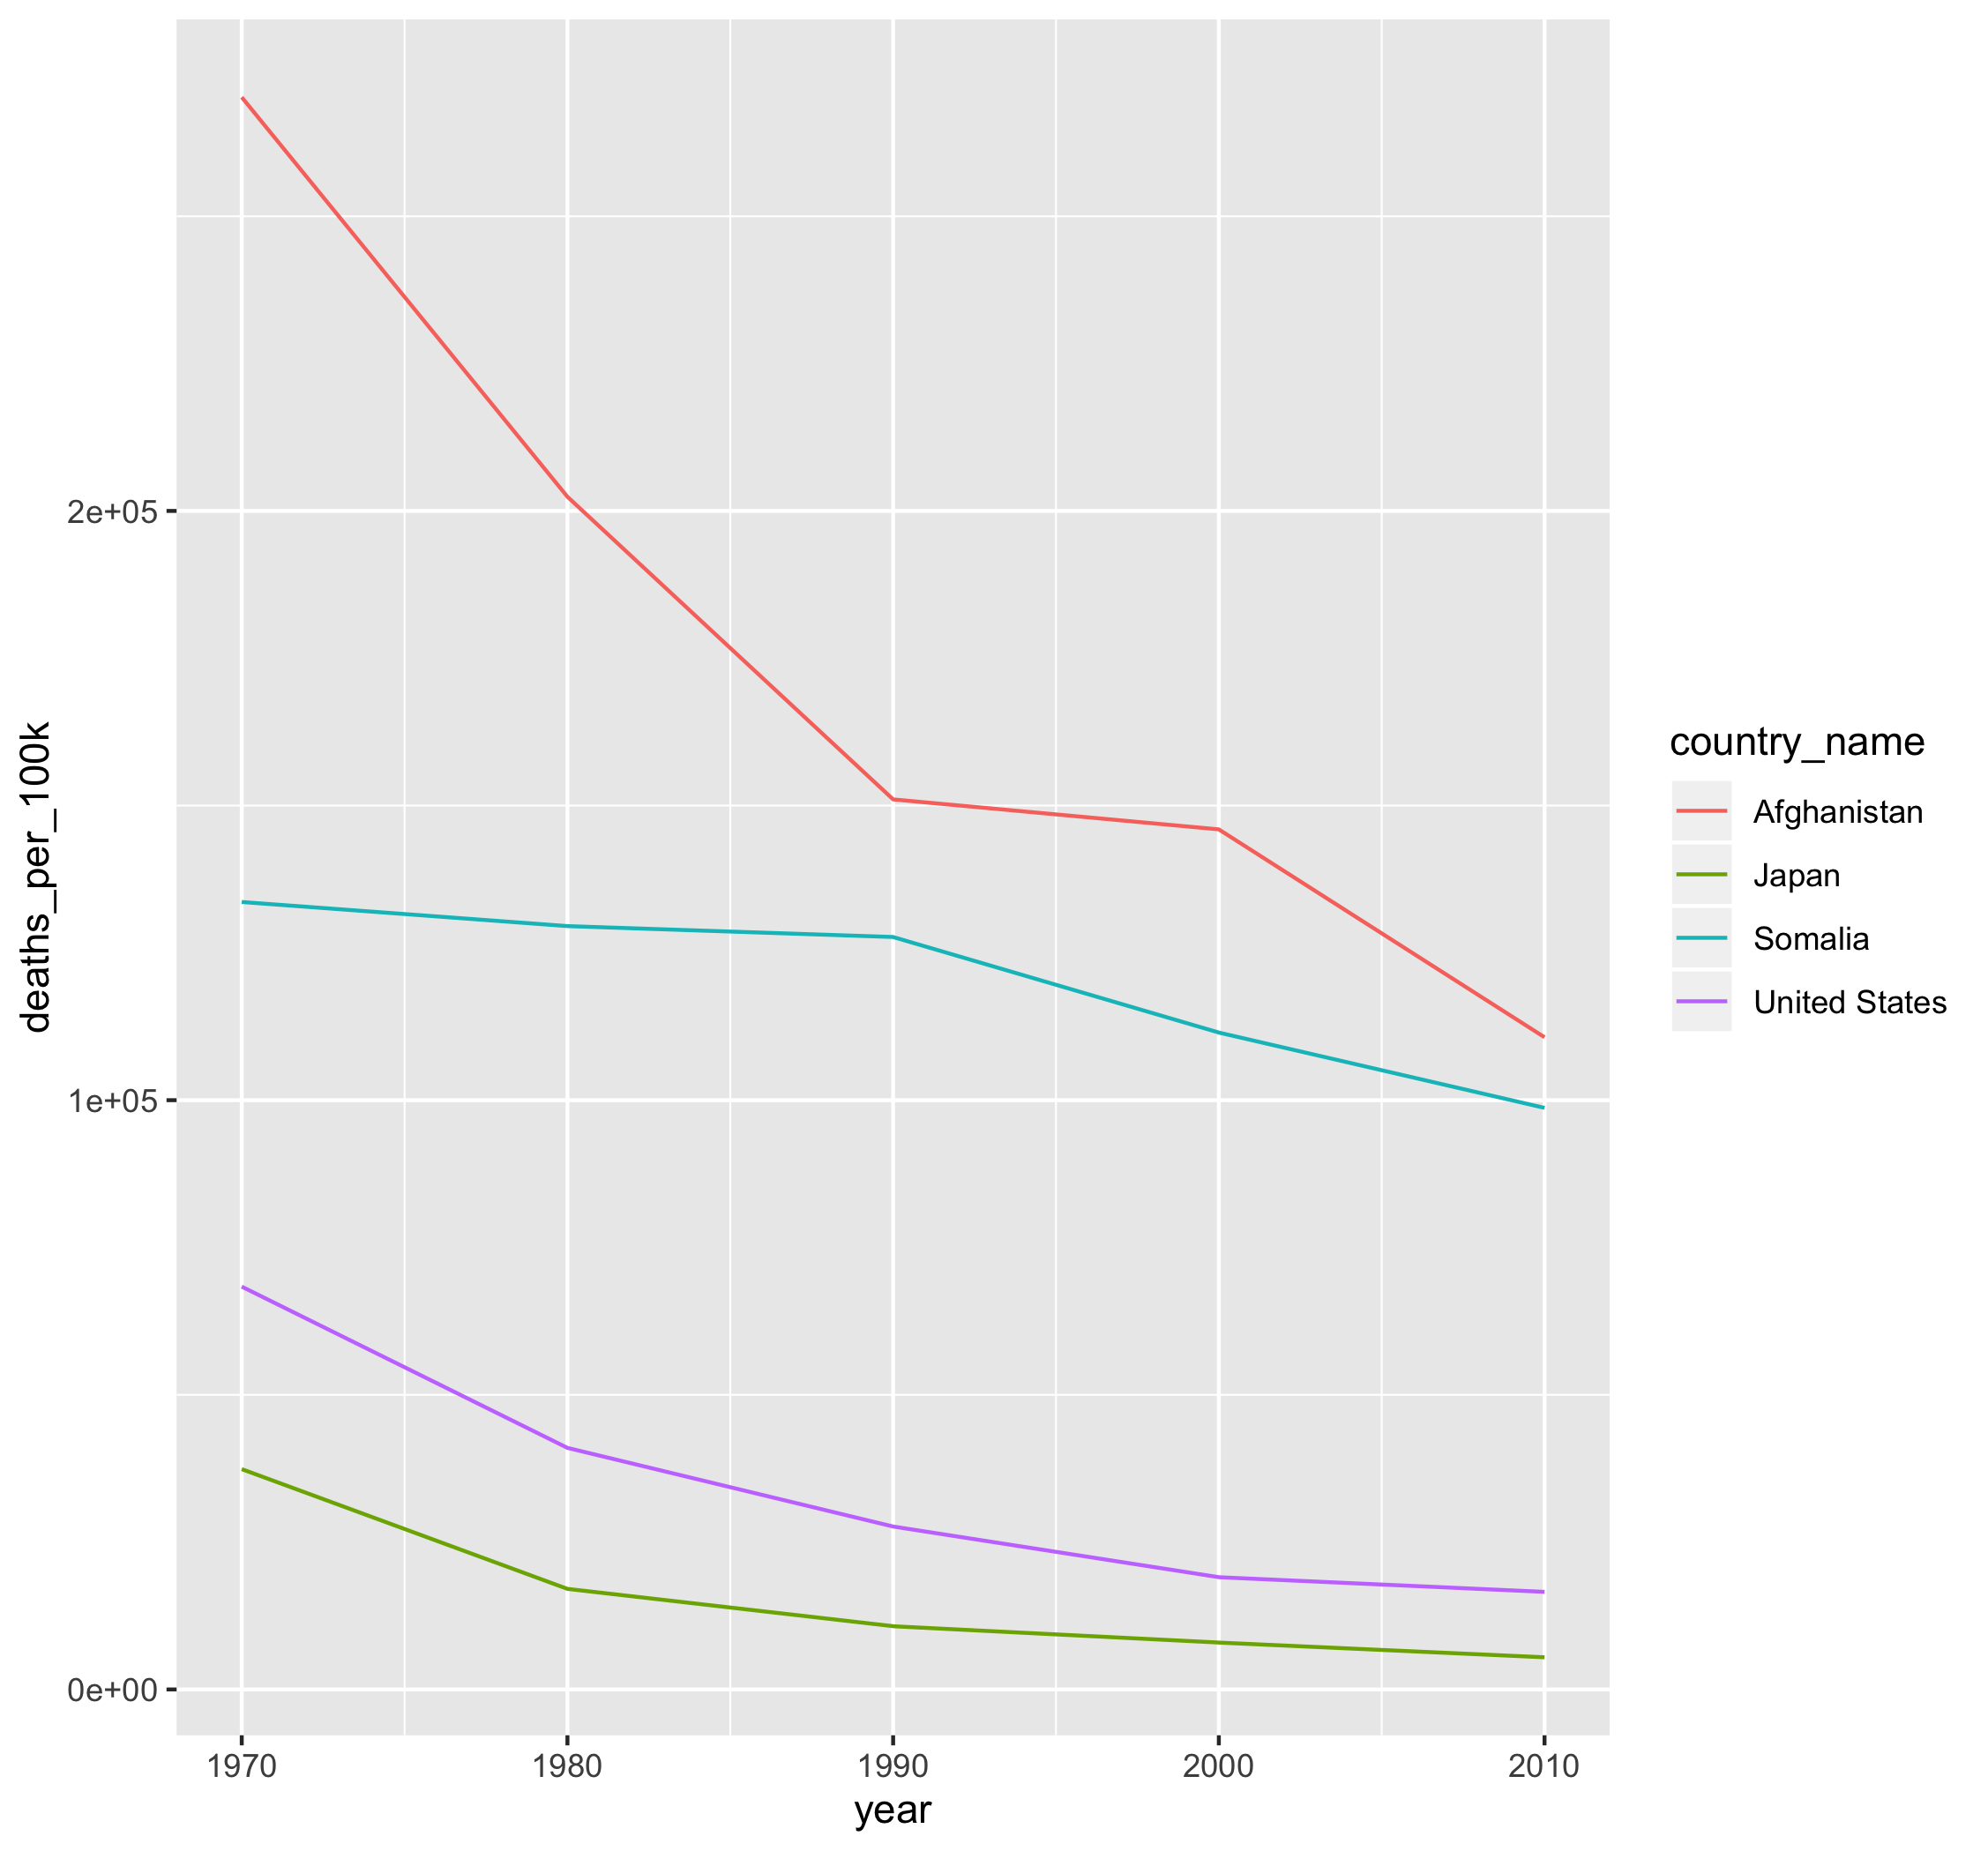 deaths_per_100k
2e+05
1e+05
0e+00
1970 1980 1990 2000 2010
year
country_name
Afghanistan
Japan
Somalia
United States